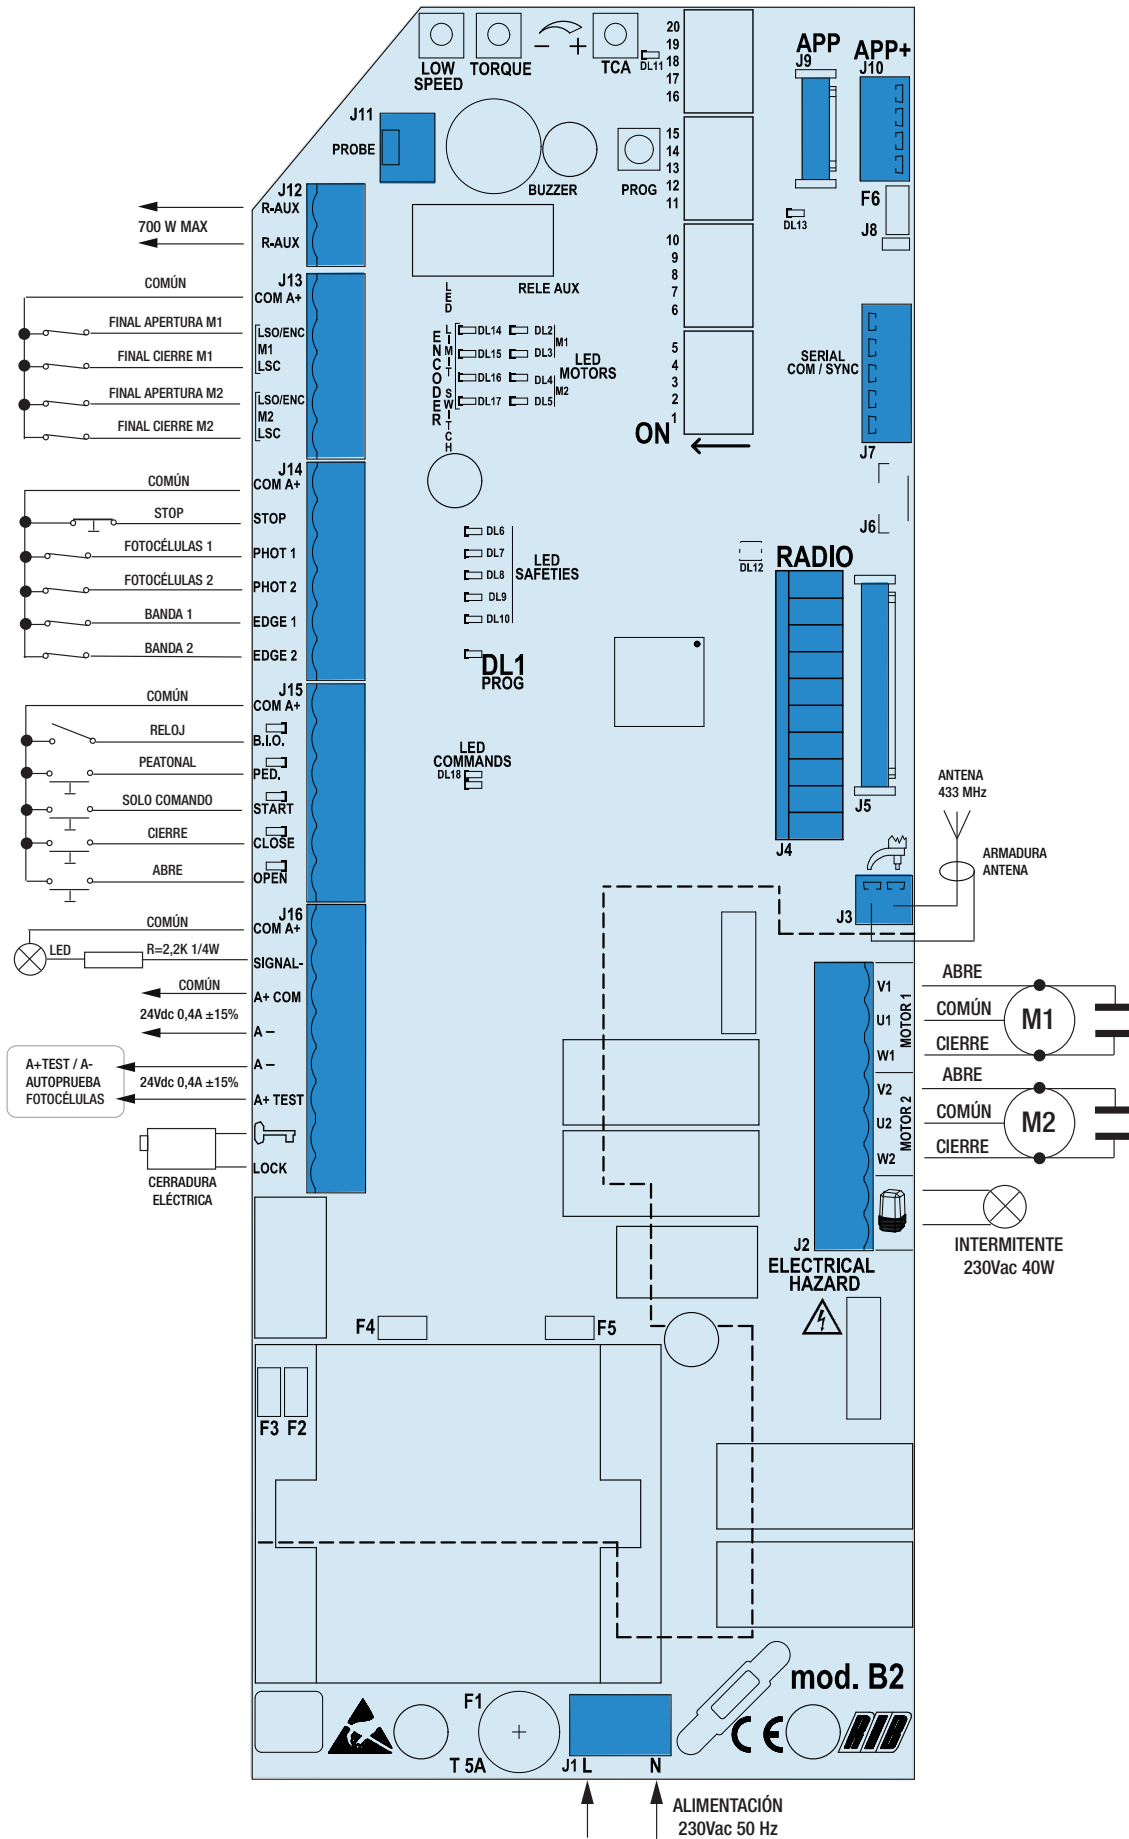 LOW
SPEED
TORQUE
− +
TCA
DL11
20
19
18
17
16
15
14
13
12
11
10
9
8
7
6
5
4
3
2
1
ON
APP
J9
APP+
J10
J11
PROBE
BUZZER
PROG
F6
J8
DL13
J12
R-AUX
700 W MAX
R-AUX
RELE AUX
J13
COMÚN
COM A+
FINAL APERTURA M1
LSO/ENC
M1
FINAL CIERRE M1
LSC
FINAL APERTURA M2
LSO/ENC
M2
FINAL CIERRE M2
LSC
LED
LIMIT SWITCH
ENCODER
DL14
DL15
DL16
DL17
DL2
DL3
DL4
DL5
M1
M2
LED
MOTORS
SERIAL
COM / SYNC
J7
J6
J14
COMÚN
COM A+
STOP
STOP
FOTOCÉLULAS 1
PHOT 1
FOTOCÉLULAS 2
PHOT 2
BANDA 1
EDGE 1
BANDA 2
EDGE 2
DL6
DL7
DL8
DL9
DL10
LED
SAFETIES
DL1
PROG
DL12
RADIO
J4
J5
J15
COMÚN
COM A+
RELOJ
B.I.O.
PEATONAL
PED.
SOLO COMANDO
START
CIERRE
CLOSE
ABRE
OPEN
LED
COMMANDS
DL18
ANTENA
433 MHz
ARMADURA
ANTENA
J3
J16
COMÚN
COM A+
LED
R=2,2K 1/4W
SIGNAL-
COMÚN
A+ COM
24Vdc 0,4A ±15%
A −
A+TEST / A-
AUTOPRUEBA
FOTOCÉLULAS
A −
24Vdc 0,4A ±15%
A+ TEST
LOCK
CERRADURA
ELÉCTRICA
V1
U1
W1
MOTOR 1
ABRE
COMÚN
CIERRE
M1
V2
U2
W2
MOTOR 2
ABRE
COMÚN
CIERRE
M2
J2
INTERMITENTE
230Vac 40W
ELECTRICAL
HAZARD
F4
F5
F3
F2
mod. B2
F1
T 5A
J1
L
N
CE
RIB
ALIMENTACIÓN
230Vac 50 Hz